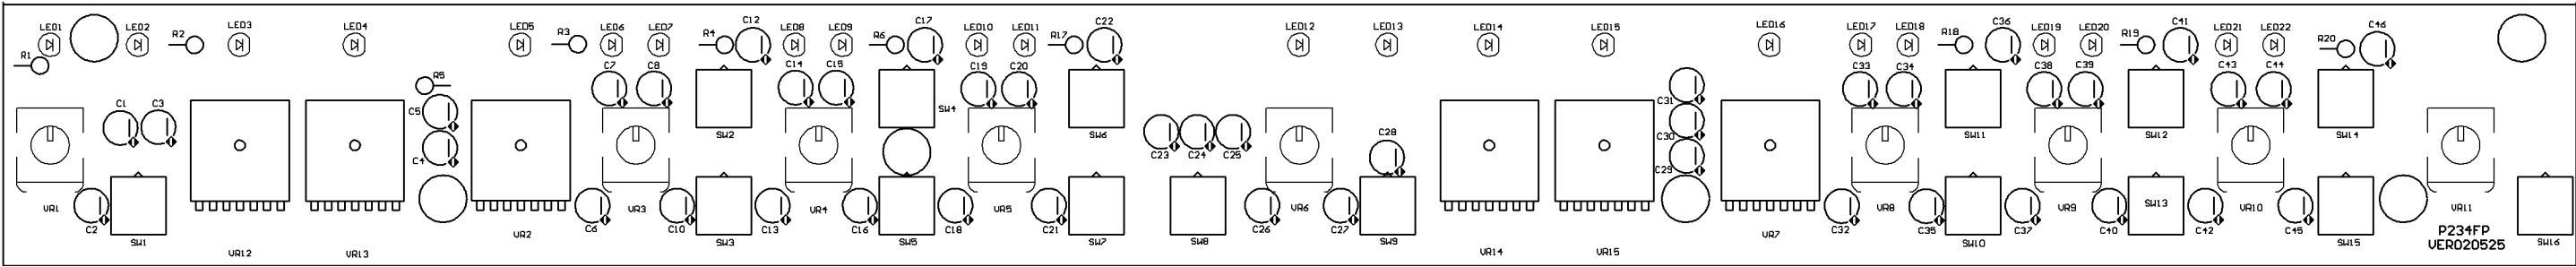 LED1 LED2 R2 LED3 LED4 LED5 R3 LED6 LED7 R4 C12 LED8 LED9 R6 C17 LED10 LED11 R17 C22 LED12 LED13 LED14 LED15 LED16 LED17 LED18 R18 C36 LED19 LED20 R19 C41 LED21 LED22 R20 C46
R1 R5 C7 C8 C14 C15 C19 C20 C33 C34 C38 C39 C43 C44
C1 C3 C5 SW2 SW4 SW6 C31 SW11 SW12 SW14
C4 C23 C24 C25 C28 C30 C29
VR1 VR3 VR4 VR5 VR6 VR8 VR9 SW13 VR10 VR11
C2 SW1 VR2 C6 C10 SW3 C13 C16 SW5 C18 C21 SW7 SW8 C26 C27 SW9 VR7 C32 C35 SW10 C37 C40 C42 C45 SW15 SW16
VR12 VR13 VR14 VR15
P234FP
VER020525